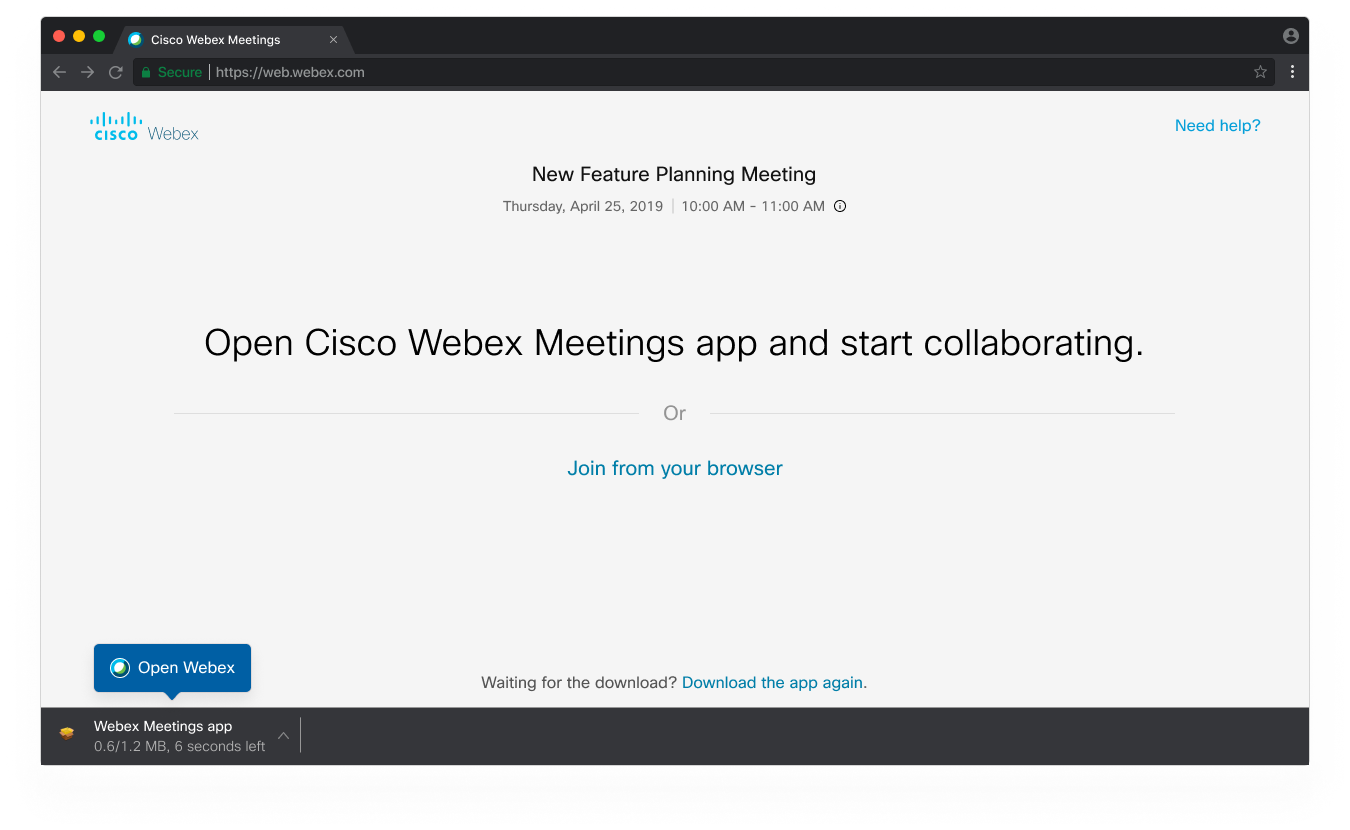 Cisco Webex Meetings
Secure | https://web.webex.com
cisco Webex
Need help?
New Feature Planning Meeting
Thursday, April 25, 2019 | 10:00 AM - 11:00 AM
Open Cisco Webex Meetings app and start collaborating.
Or
Join from your browser
Open Webex
Waiting for the download? Download the app again.
Webex Meetings app
0.6/1.2 MB, 6 seconds left